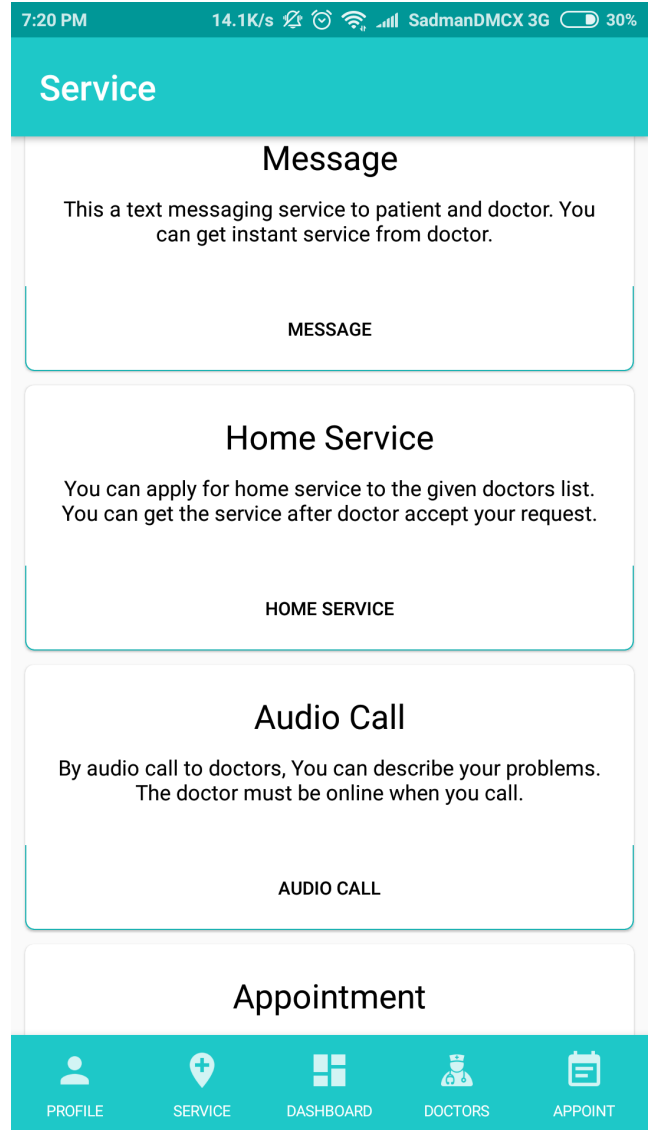 7:20 PM 14.1K/s SadmanDMCX 3G 30%
Service
Message
This a text messaging service to patient and doctor. You
can get instant service from doctor.
MESSAGE
Home Service
You can apply for home service to the given doctors list.
You can get the service after doctor accept your request.
HOME SERVICE
Audio Call
By audio call to doctors, You can describe your problems.
The doctor must be online when you call.
AUDIO CALL
Appointment
PROFILE SERVICE DASHBOARD DOCTORS APPOINT